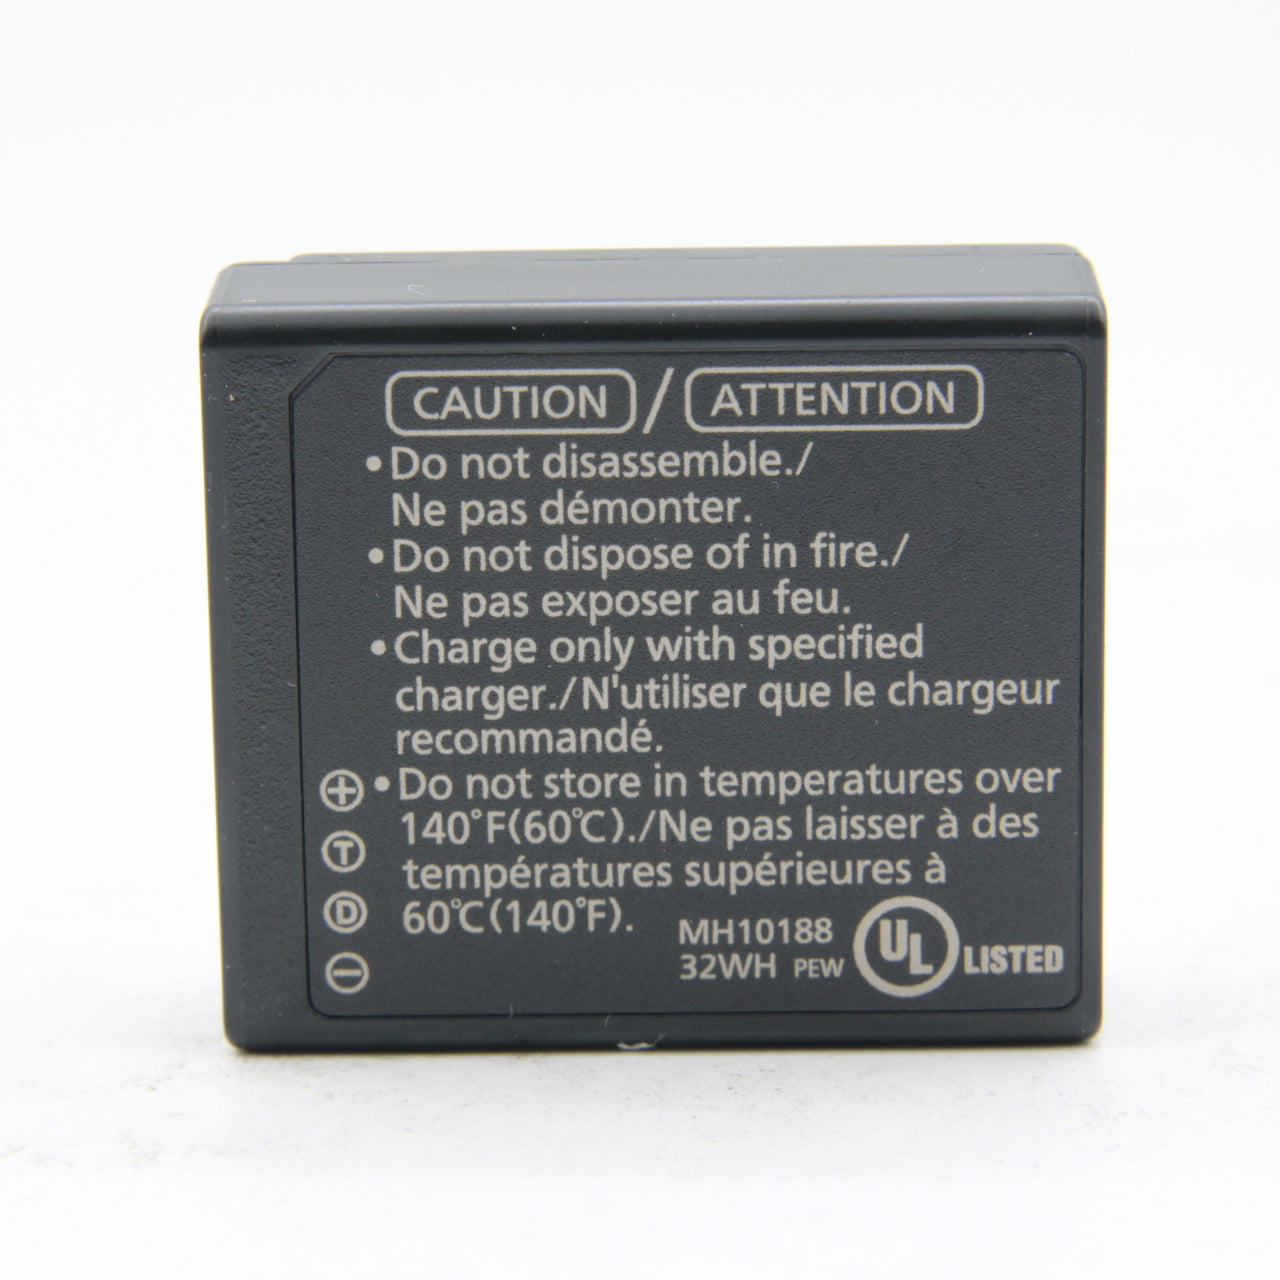 CAUTION / ATTENTION
•Do not disassemble./
Ne pas démonter.
•Do not dispose of in fire./
Ne pas exposer au feu.
•Charge only with specified
charger./N'utiliser que le chargeur
recommandé.
•Do not store in temperatures over
140°F(60℃)./Ne pas laisser à des
températures supérieures à
60℃(140°F).
+
T
D
−
MH10188
32WH PEW
UL LISTED